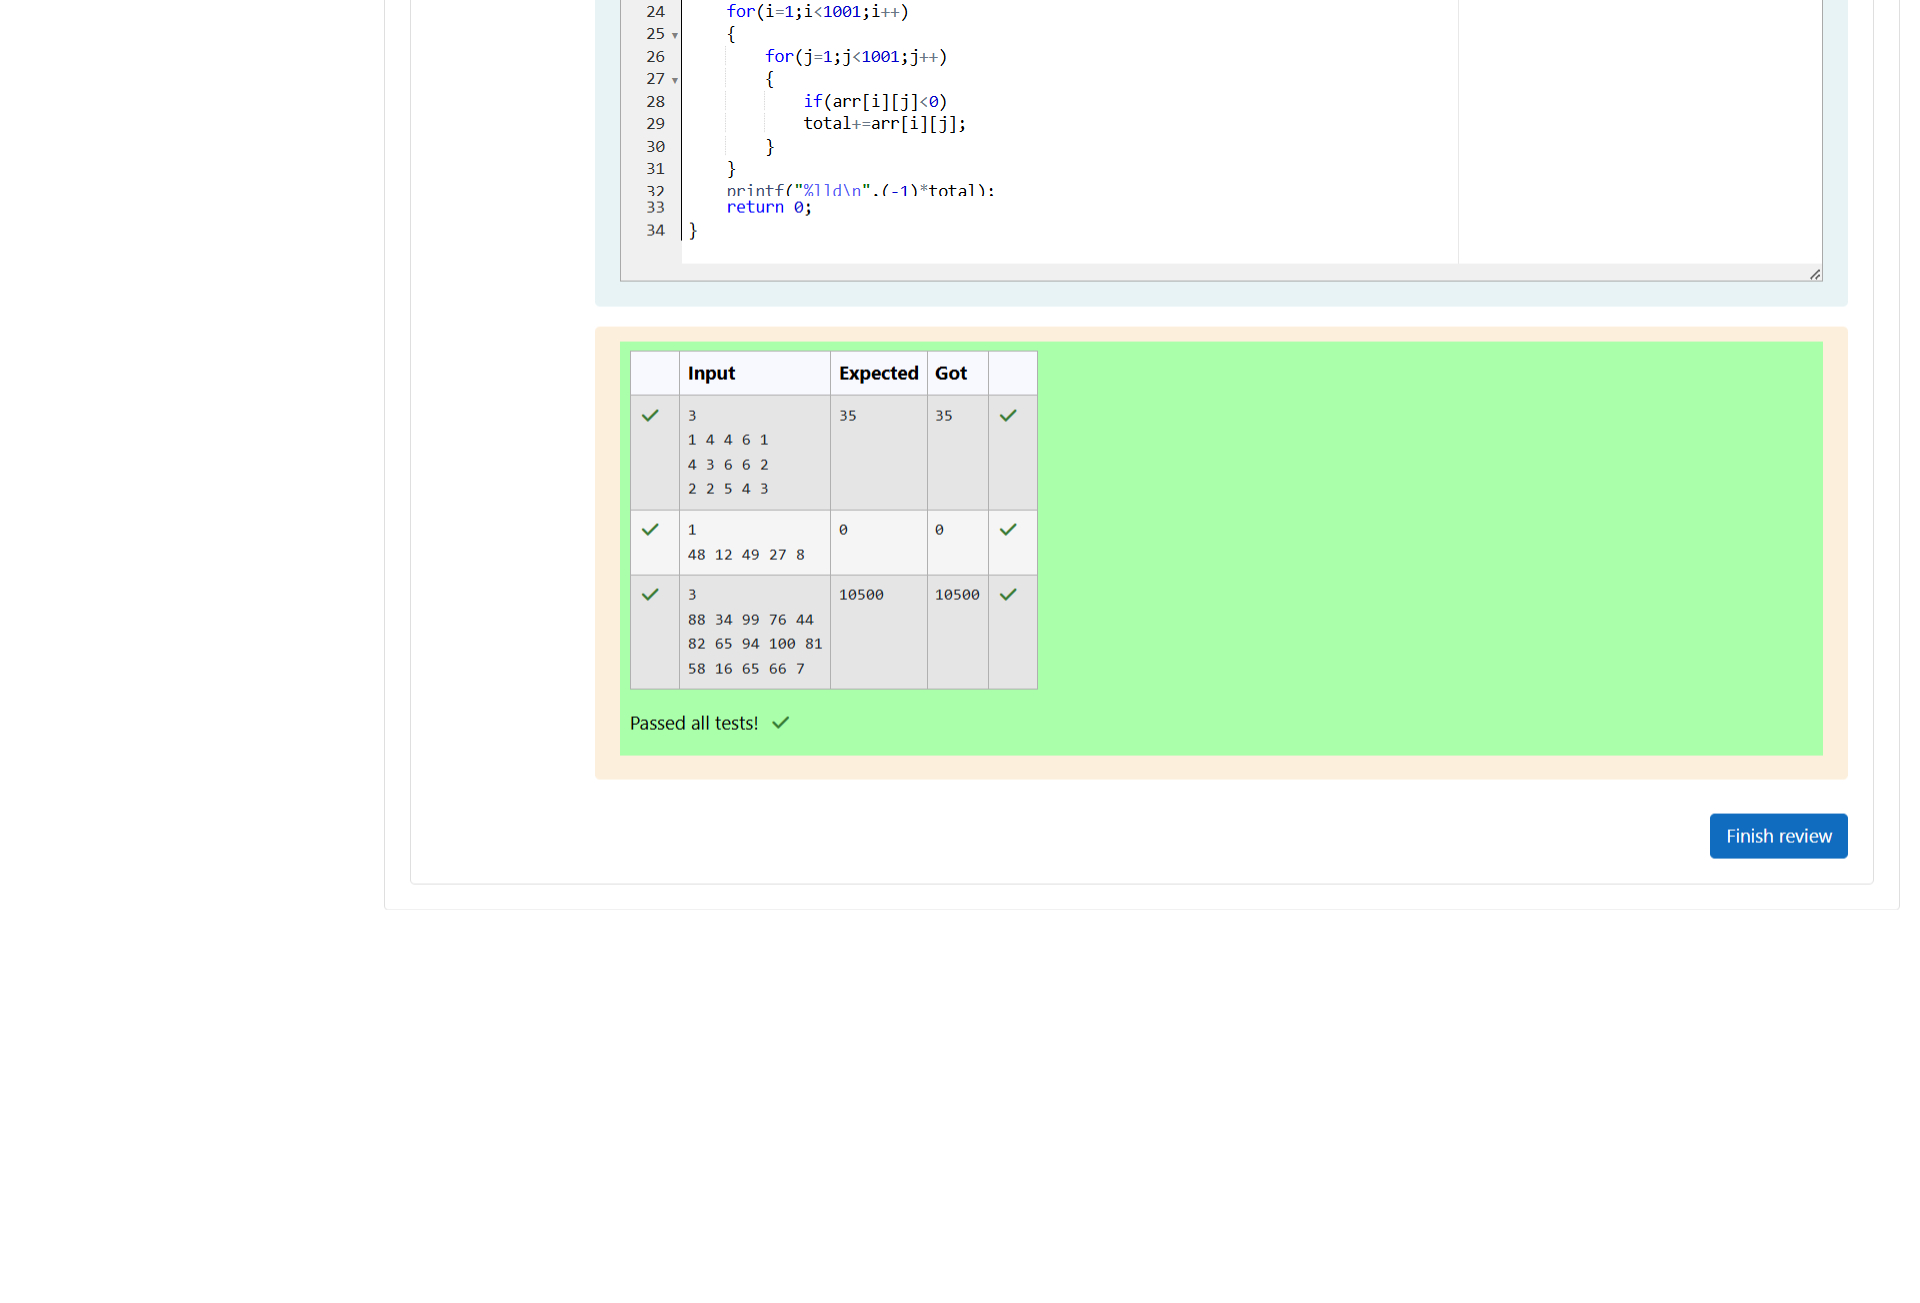 24 for(i=1;i<1001;i++)
25 {
26 for(j=1;j<1001;j++)
27 {
28 if(arr[i][j]<0)
29 total+=arr[i][j];
30 }
31 }
32 printf("%lld\n",(-1)*total);
33 return 0;
34 }
Input Expected Got
3 35 35
1 4 4 6 1
4 3 6 6 2
2 2 5 4 3
1 0 0
48 12 49 27 8
3 10500 10500
88 34 99 76 44
82 65 94 100 81
58 16 65 66 7
Passed all tests!
Finish review